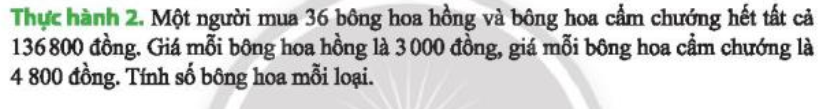 Thực hành 2. Một người mua 36 bông hoa hồng và bông hoa cẩm chướng hết tất cả
136 800 đồng. Giá mỗi bông hoa hồng là 3 000 đồng, giá mỗi bông hoa cẩm chướng là
4 800 đồng. Tính số bông hoa mỗi loại.